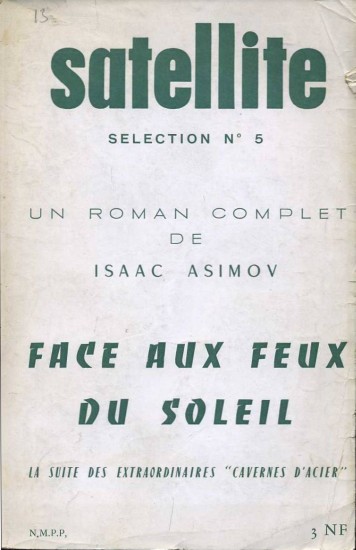 13
satellite
SELECTION N° 5
UN ROMAN COMPLET
DE
ISAAC ASIMOV
FACE AUX FEUX
DU SOLEIL
LA SUITE DES EXTRAORDINAIRES "CAVERNES D'ACIER"
N.M.P.P. 3 NF